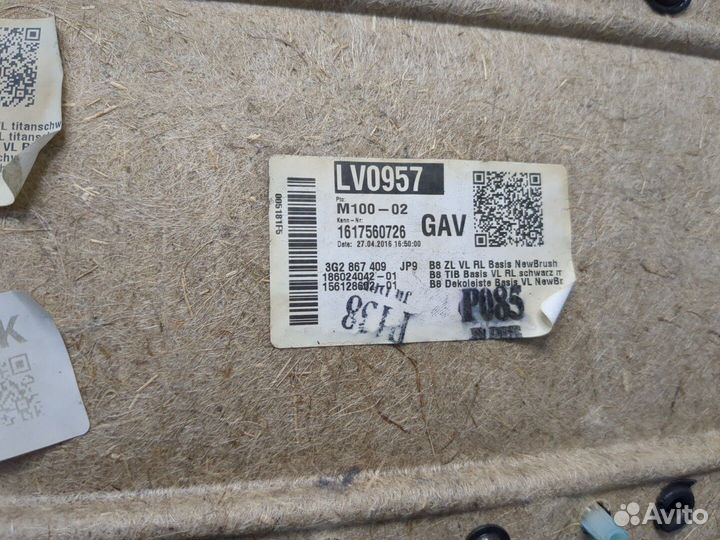 L titanschw
L titans
VL R
LV0957
Pto:
M100-02
GAV
Kenn-Nr:
1617560726
Date: 27.04.2016 16:50:00
3G2 867 409 JP9
186024042-01
B8 ZL VL RL Basis NewBrush
B8 TIB Basis VL RL schwarz
B8 Dekoleiste Basis VL NewBr
P138
P085
K
Avito